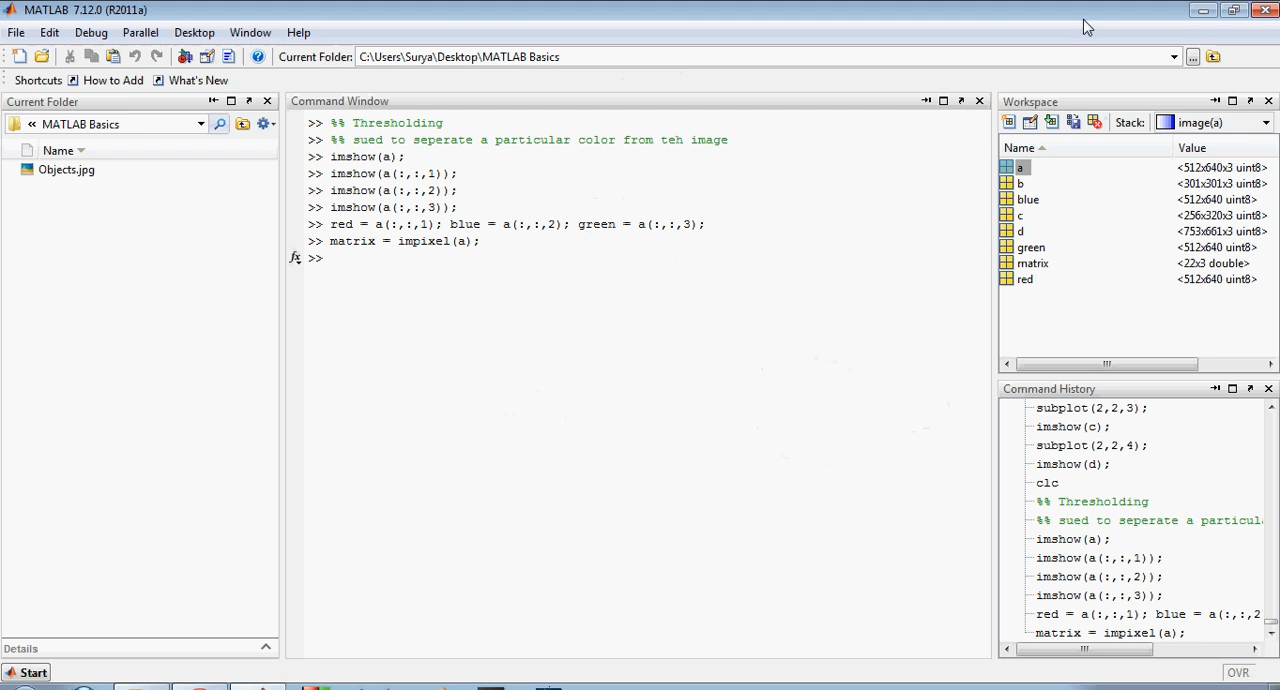 MATLAB 7.12.0 (R2011a)
File Edit Debug Parallel Desktop Window Help
Current Folder: C:\Users\Surya\Desktop\MATLAB Basics
Shortcuts How to Add What's New
Current Folder
« MATLAB Basics
Name
Objects.jpg
Details
Command Window
>> %% Thresholding
>> %% sued to seperate a particular color from teh image
>> imshow(a);
>> imshow(a(:,:,1));
>> imshow(a(:,:,2));
>> imshow(a(:,:,3));
>> red = a(:,:,1); blue = a(:,:,2); green = a(:,:,3);
>> matrix = impixel(a);
fx >>
Workspace
Stack: image(a)
Name Value
a <512x640x3 uint8>
b <301x301x3 uint8>
blue <512x640 uint8>
c <256x320x3 uint8>
d <753x661x3 uint8>
green <512x640 uint8>
matrix <22x3 double>
red <512x640 uint8>
Command History
subplot(2,2,3);
imshow(c);
subplot(2,2,4);
imshow(d);
clc
%% Thresholding
%% sued to seperate a particula
imshow(a);
imshow(a(:,:,1));
imshow(a(:,:,2));
imshow(a(:,:,3));
red = a(:,:,1); blue = a(:,:,2
matrix = impixel(a);
Start
OVR